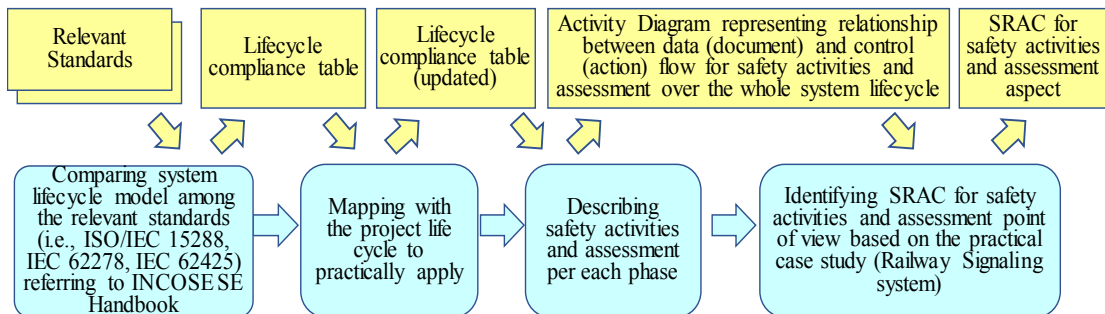 Relevant
Standards
Lifecycle
compliance table
Lifecycle
compliance table
(updated)
Activity Diagram representing relationship
between data (document) and control
(action) flow for safety activities and
assessment over the whole system lifecycle
SRAC for
safety activities
and assessment
aspect
Comparing system
lifecycle model among
the relevant standards
(i.e., ISO/IEC 15288,
IEC 62278, IEC 62425)
referring to INCOSE SE
Handbook
Mapping with
the project life
cycle to
practically apply
Describing
safety activities
and assessment
per each phase
Identifying SRAC for safety
activities and assessment point
of view based on the practical
case study (Railway Signaling
system)